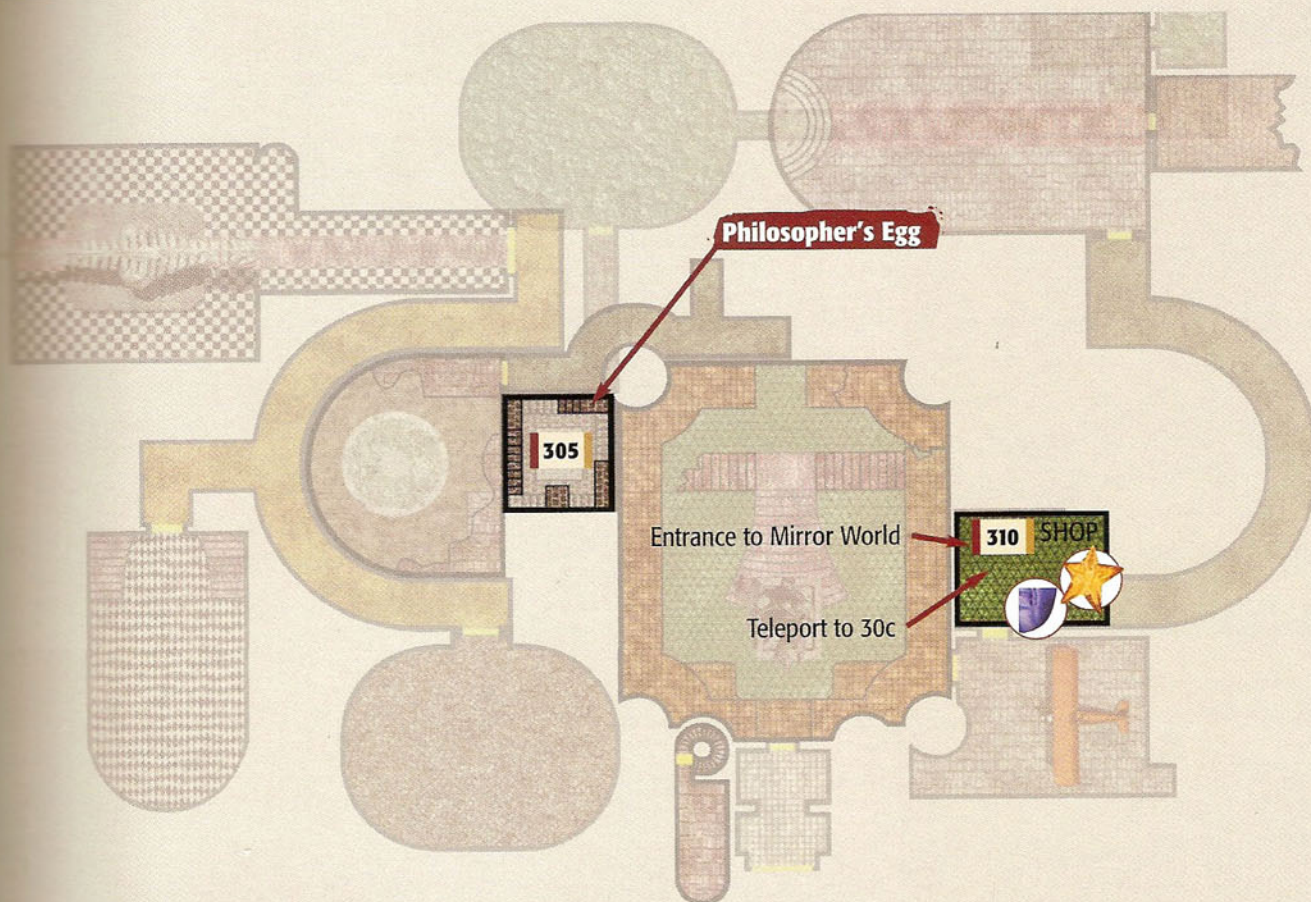 Philosopher's Egg
305
Entrance to Mirror World
310 SHOP
Teleport to 30c